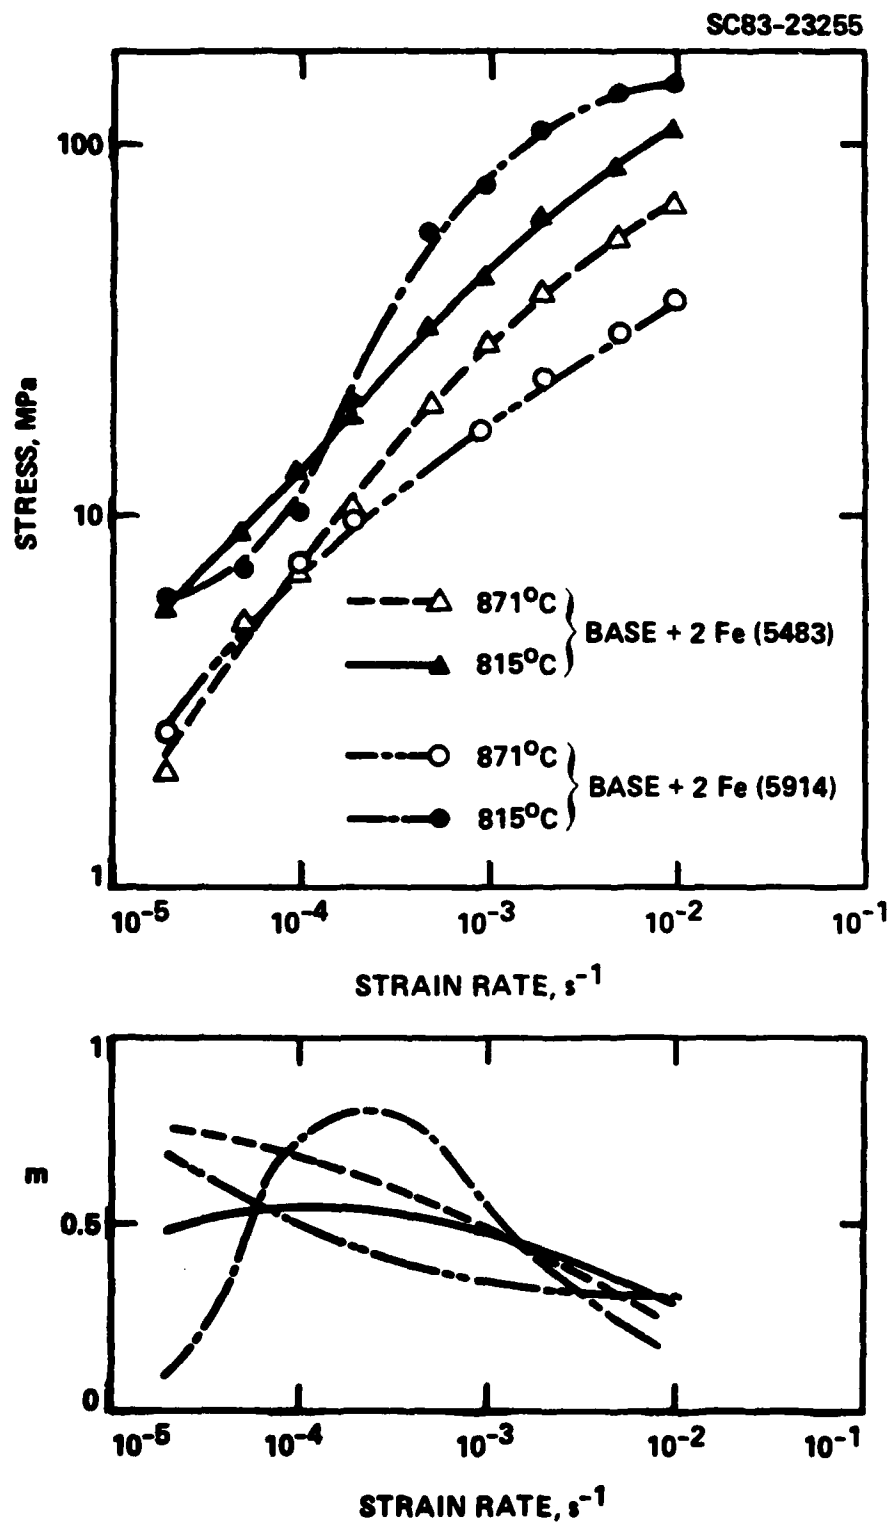 SC83-23255
100
10
1
STRESS, MPa
871°C
815°C
BASE + 2 Fe (5483)
871°C
815°C
BASE + 2 Fe (5914)
10⁻⁵ 10⁻⁴ 10⁻³ 10⁻² 10⁻¹
STRAIN RATE, s⁻¹
1
m
0.5
0
10⁻⁵ 10⁻⁴ 10⁻³ 10⁻² 10⁻¹
STRAIN RATE, s⁻¹